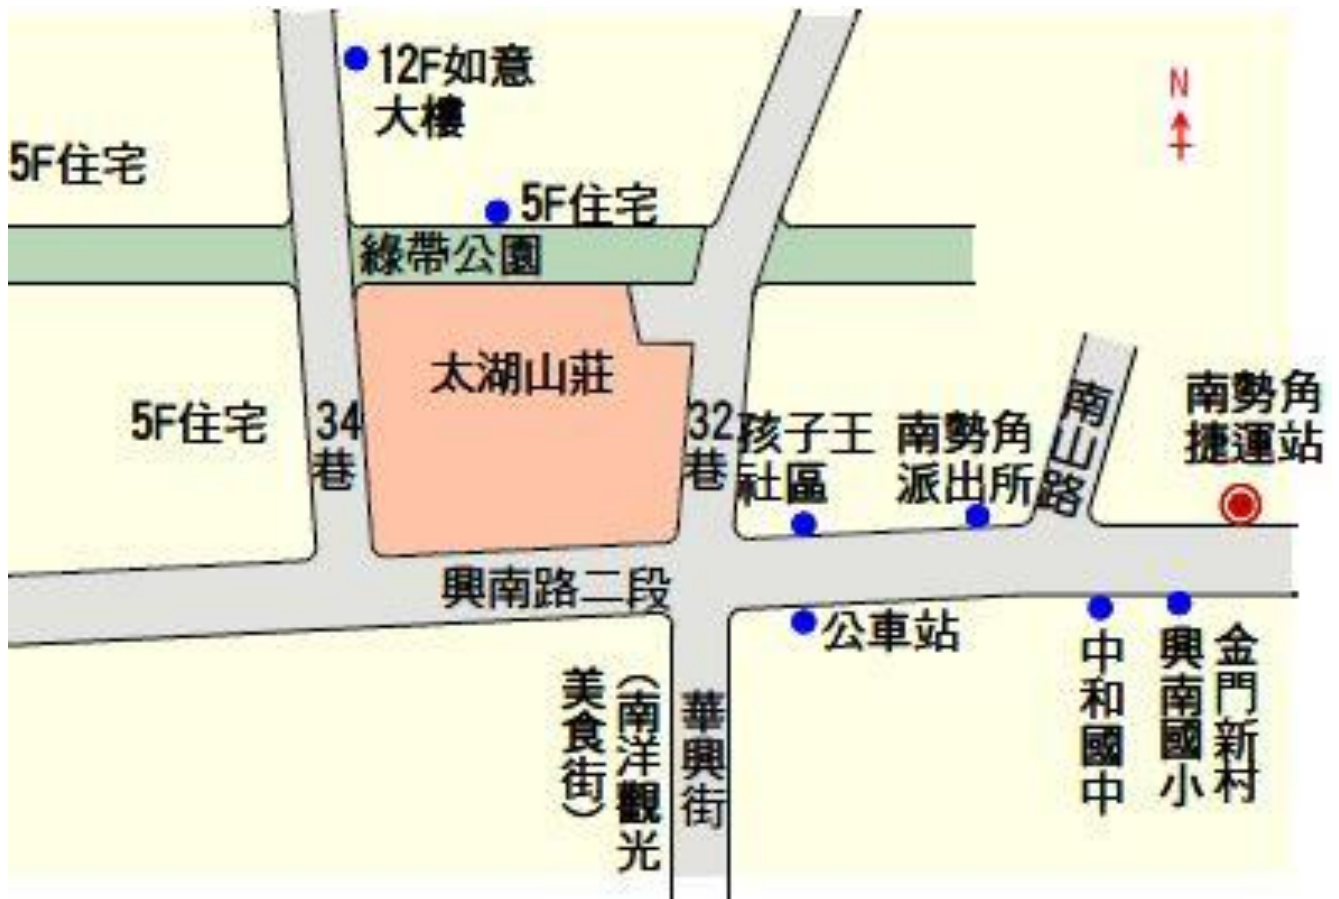 12F如意
大樓
N
5F住宅
5F住宅
綠帶公園
太湖山莊
5F住宅
34
巷
32
巷
孩子王
社區
南勢角
派出所
南山路
南勢角
捷運站
興南路二段
公車站
(南洋觀光
美食街)
華興街
中和國中
興南國小
金門新村